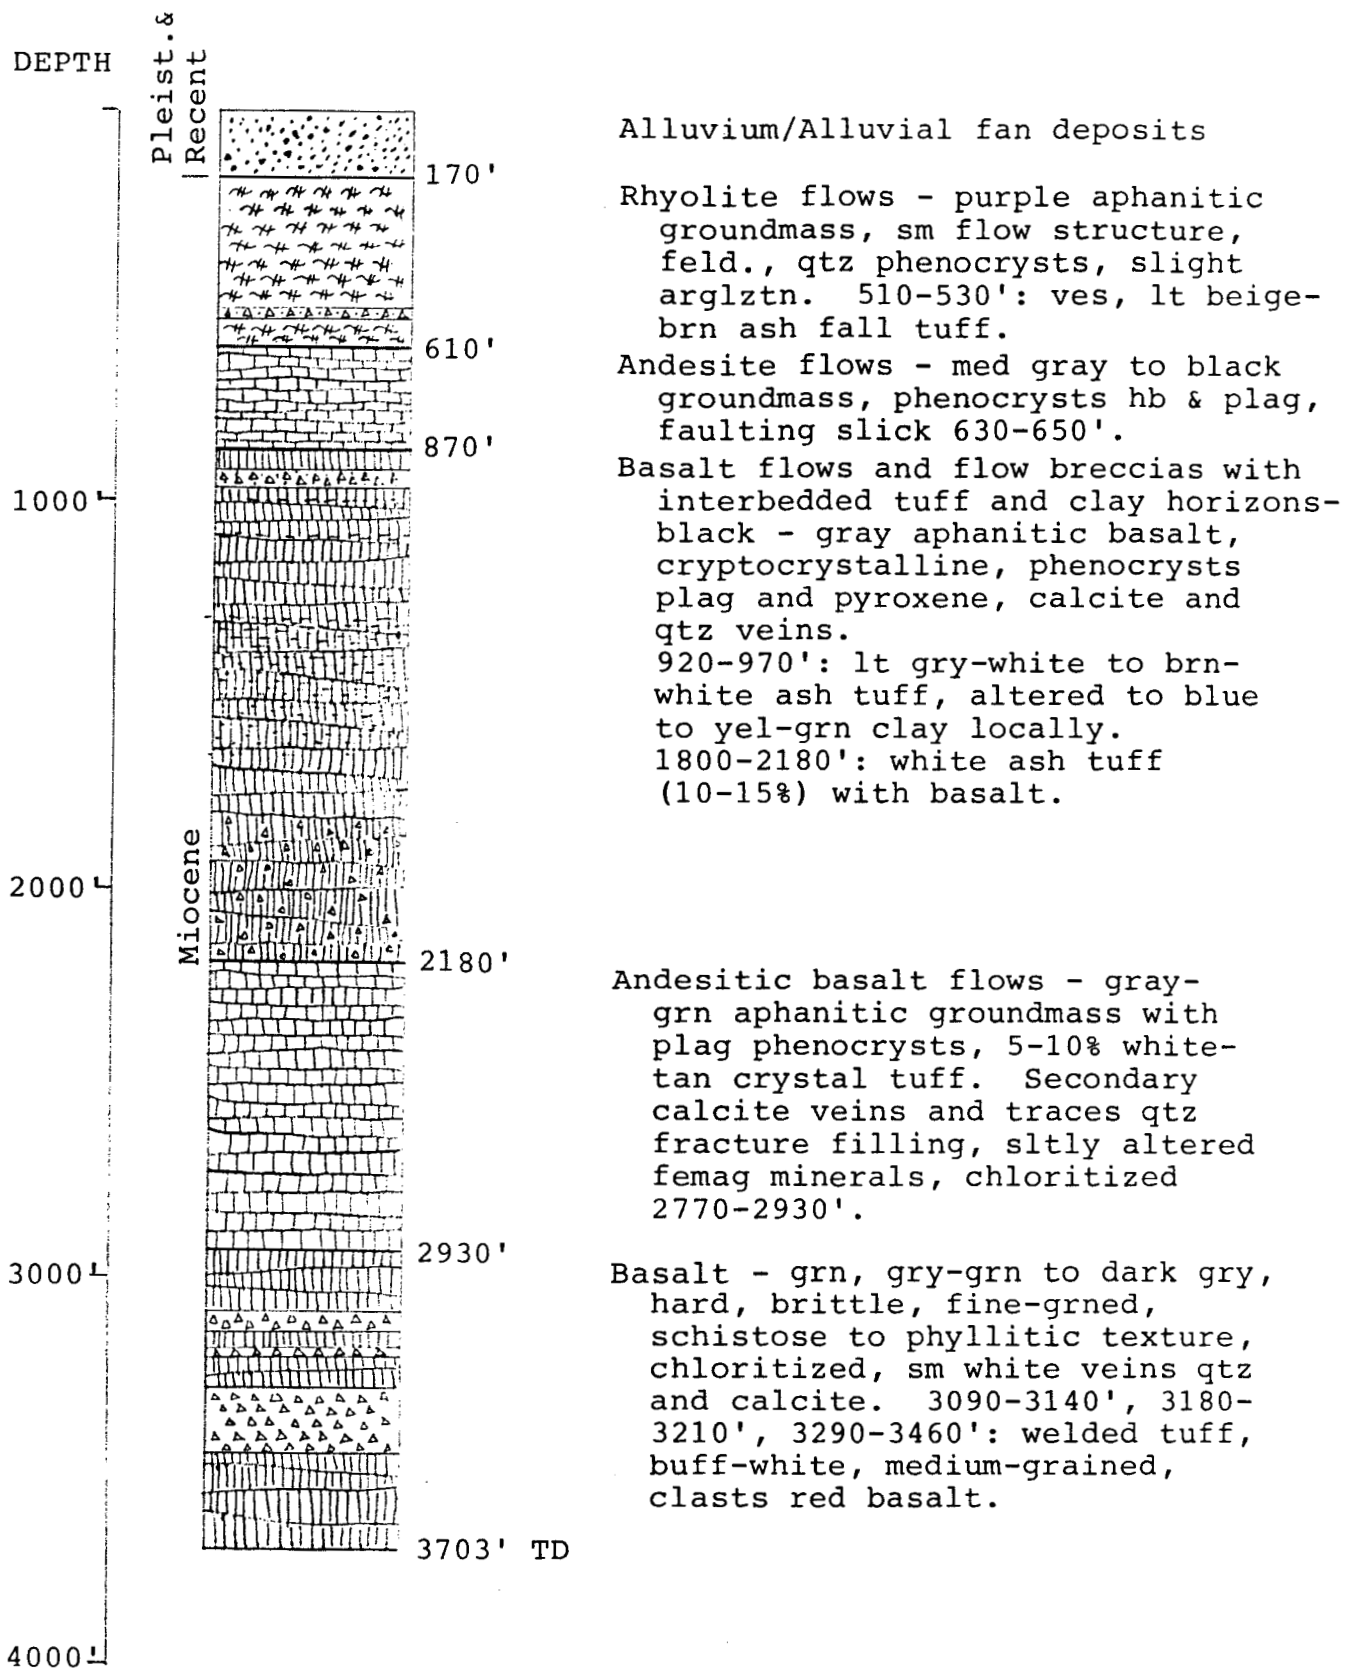 DEPTH
Pleist.&
Recent
Alluvium/Alluvial fan deposits
170'
Rhyolite flows - purple aphanitic
groundmass, sm flow structure,
feld., qtz phenocrysts, slight
arglztn.  510-530': ves, lt beige-
brn ash fall tuff.
610'
Andesite flows - med gray to black
groundmass, phenocrysts hb & plag,
faulting slick 630-650'.
870'
Basalt flows and flow breccias with
interbedded tuff and clay horizons-
black - gray aphanitic basalt,
cryptocrystalline, phenocrysts
plag and pyroxene, calcite and
qtz veins.
920-970': lt gry-white to brn-
white ash tuff, altered to blue
to yel-grn clay locally.
1800-2180': white ash tuff
(10-15%) with basalt.
1000'
Miocene
2000'
2180'
Andesitic basalt flows - gray-
grn aphanitic groundmass with
plag phenocrysts, 5-10% white-
tan crystal tuff.  Secondary
calcite veins and traces qtz
fracture filling, sltly altered
femag minerals, chloritized
2770-2930'.
2930'
3000'
Basalt - grn, gry-grn to dark gry,
hard, brittle, fine-grned,
schistose to phyllitic texture,
chloritized, sm white veins qtz
and calcite.  3090-3140', 3180-
3210', 3290-3460': welded tuff,
buff-white, medium-grained,
clasts red basalt.
3703' TD
4000'